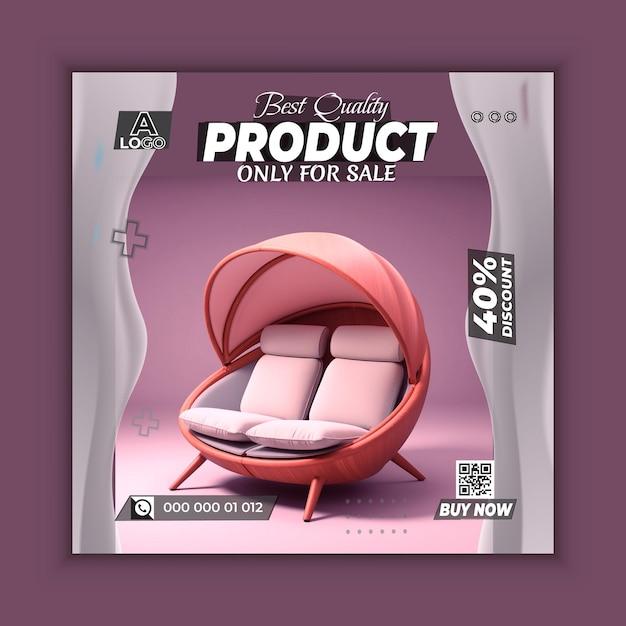 A
LOGO
Best Quality
PRODUCT
ONLY FOR SALE
40%
DISCOUNT
000 000 01 012
BUY NOW